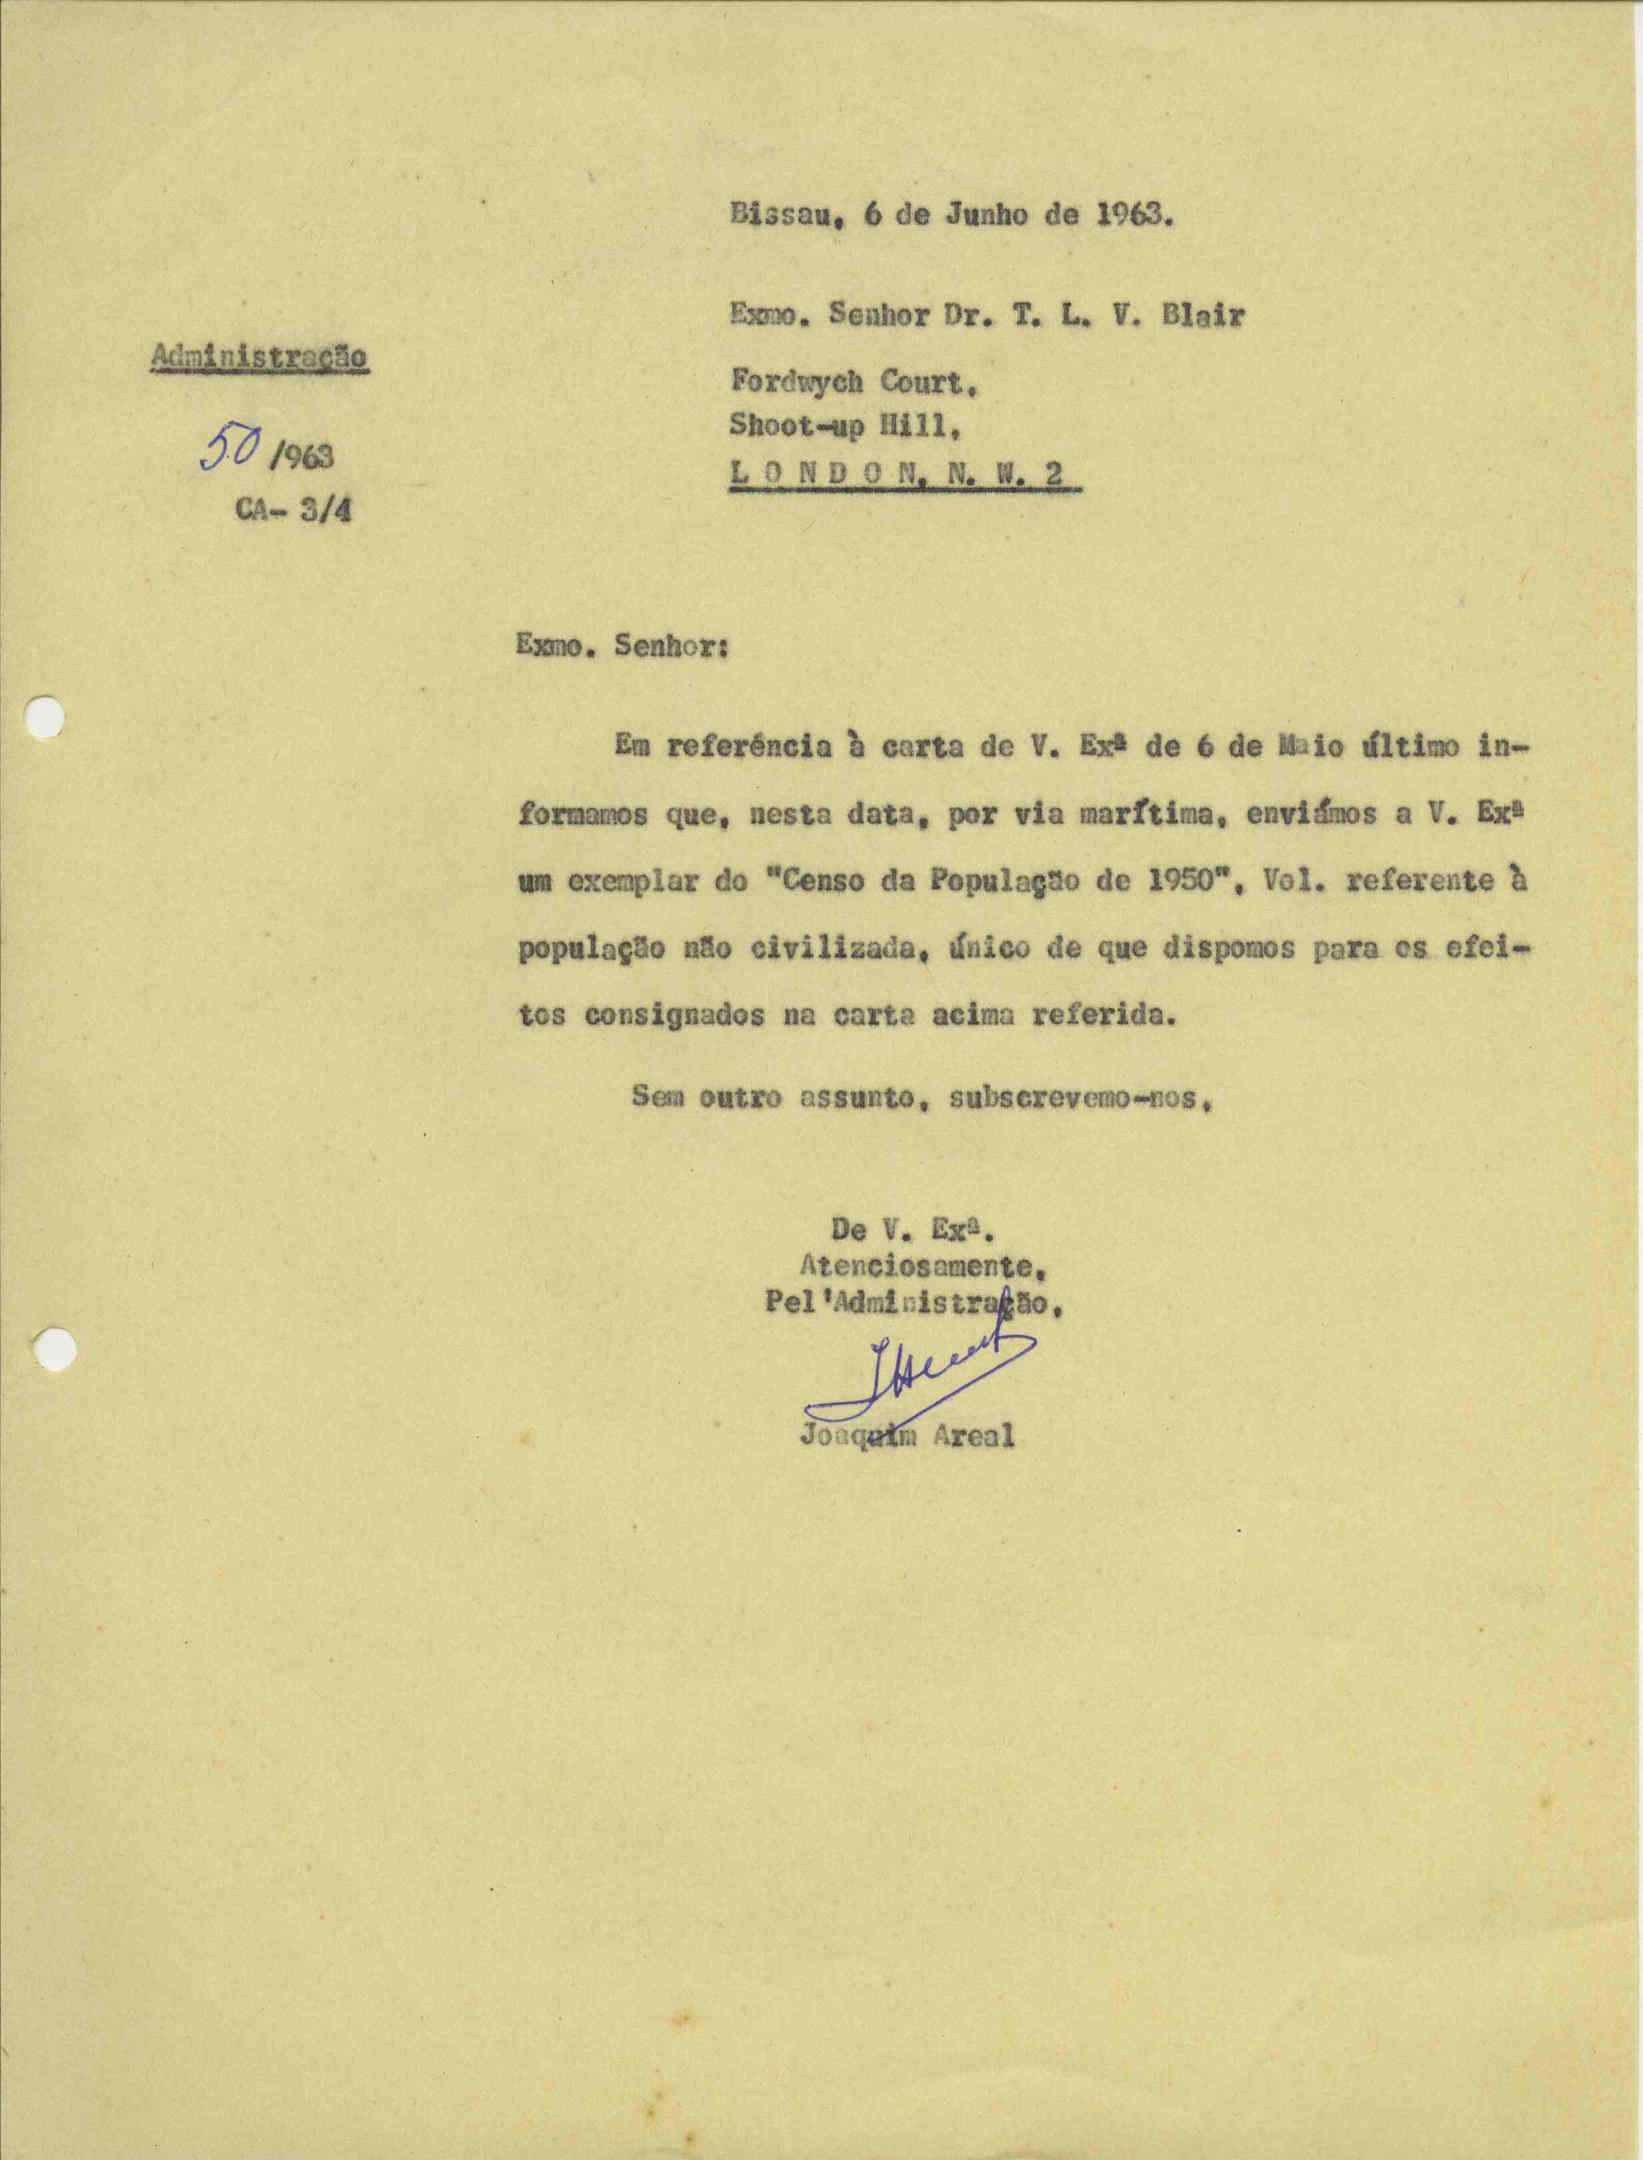 Bissau, 6 de Junho de 1963.
Exmo. Senhor Dr. T. L. V. Blair
Administração
Fordwych Court,
Shoot-up Hill,
L O N D O N, N. W. 2
50/963
CA- 3/4
Exmo. Senhor:
Em referência à carta de V. Exª de 6 de Maio último in-
formamos que, nesta data, por via marítima, enviámos a V. Exª
um exemplar do "Censo da População de 1950", Vol. referente à
população não civilizada, único de que dispomos para os efei-
tos consignados na carta acima referida.
Sem outro assunto, subscrevemo-nos,
De V. Exª.
Atenciosamente,
Pel'Administração,
Joaquim Areal